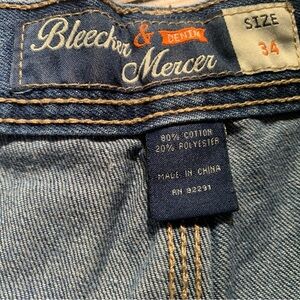 Bleecker & DENIM
Mercer
SIZE
34
80% COTTON
20% POLYESTER
MADE IN CHINA
RN 92291